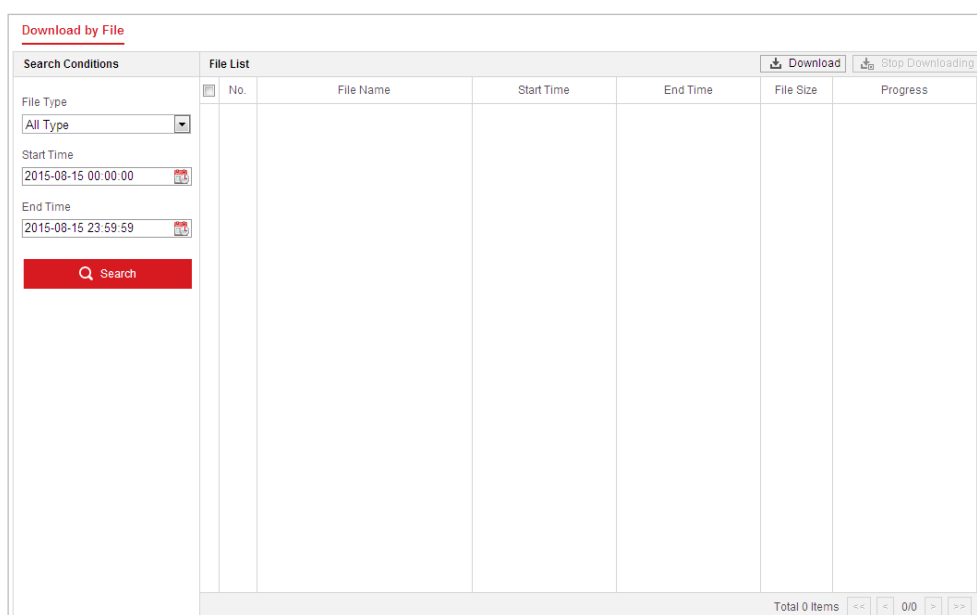 Download by File
Search Conditions
File Type
All Type
Start Time
2015-08-15 00:00:00
End Time
2015-08-15 23:59:59
Search
File List
Download
Stop Downloading
No. File Name Start Time End Time File Size Progress
Total 0 Items << < 0/0 > >>